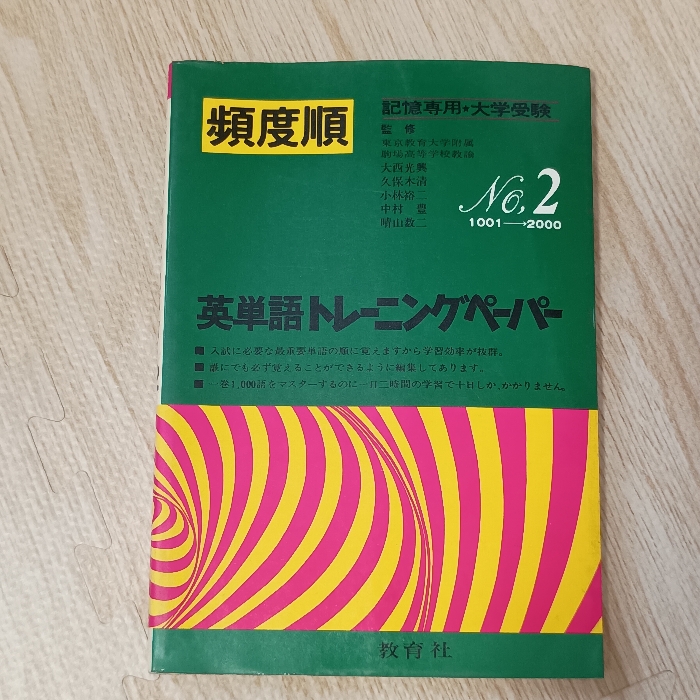 頻度順
記憶専用★大学受験
監修
東京教育大学附属
駒場高等学校教諭
大西光興
久保木清
小林裕二
中村 豊
晴山数二
No,2
1001→2000
英単語トレーニングペーパー
■ 入試に必要な最重要単語の順に覚えますから学習効率が抜群。
■ 誰にでも必ず覚えることができるように編集してあります。
■ 一巻1,000語をマスターするのに一日二時間の学習で十日しか、かかりません。
教育社